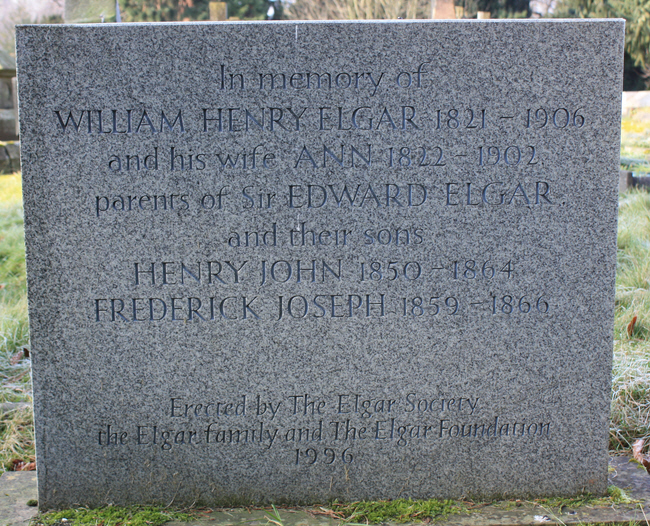 In memory of
WILLIAM HENRY ELGAR 1821 – 1906
and his wife ANN 1822 – 1902
parents of Sir EDWARD ELGAR
and their sons
HENRY JOHN 1850 – 1864
FREDERICK JOSEPH 1859 – 1866
Erected by The Elgar Society
the Elgar family and The Elgar Foundation
1996